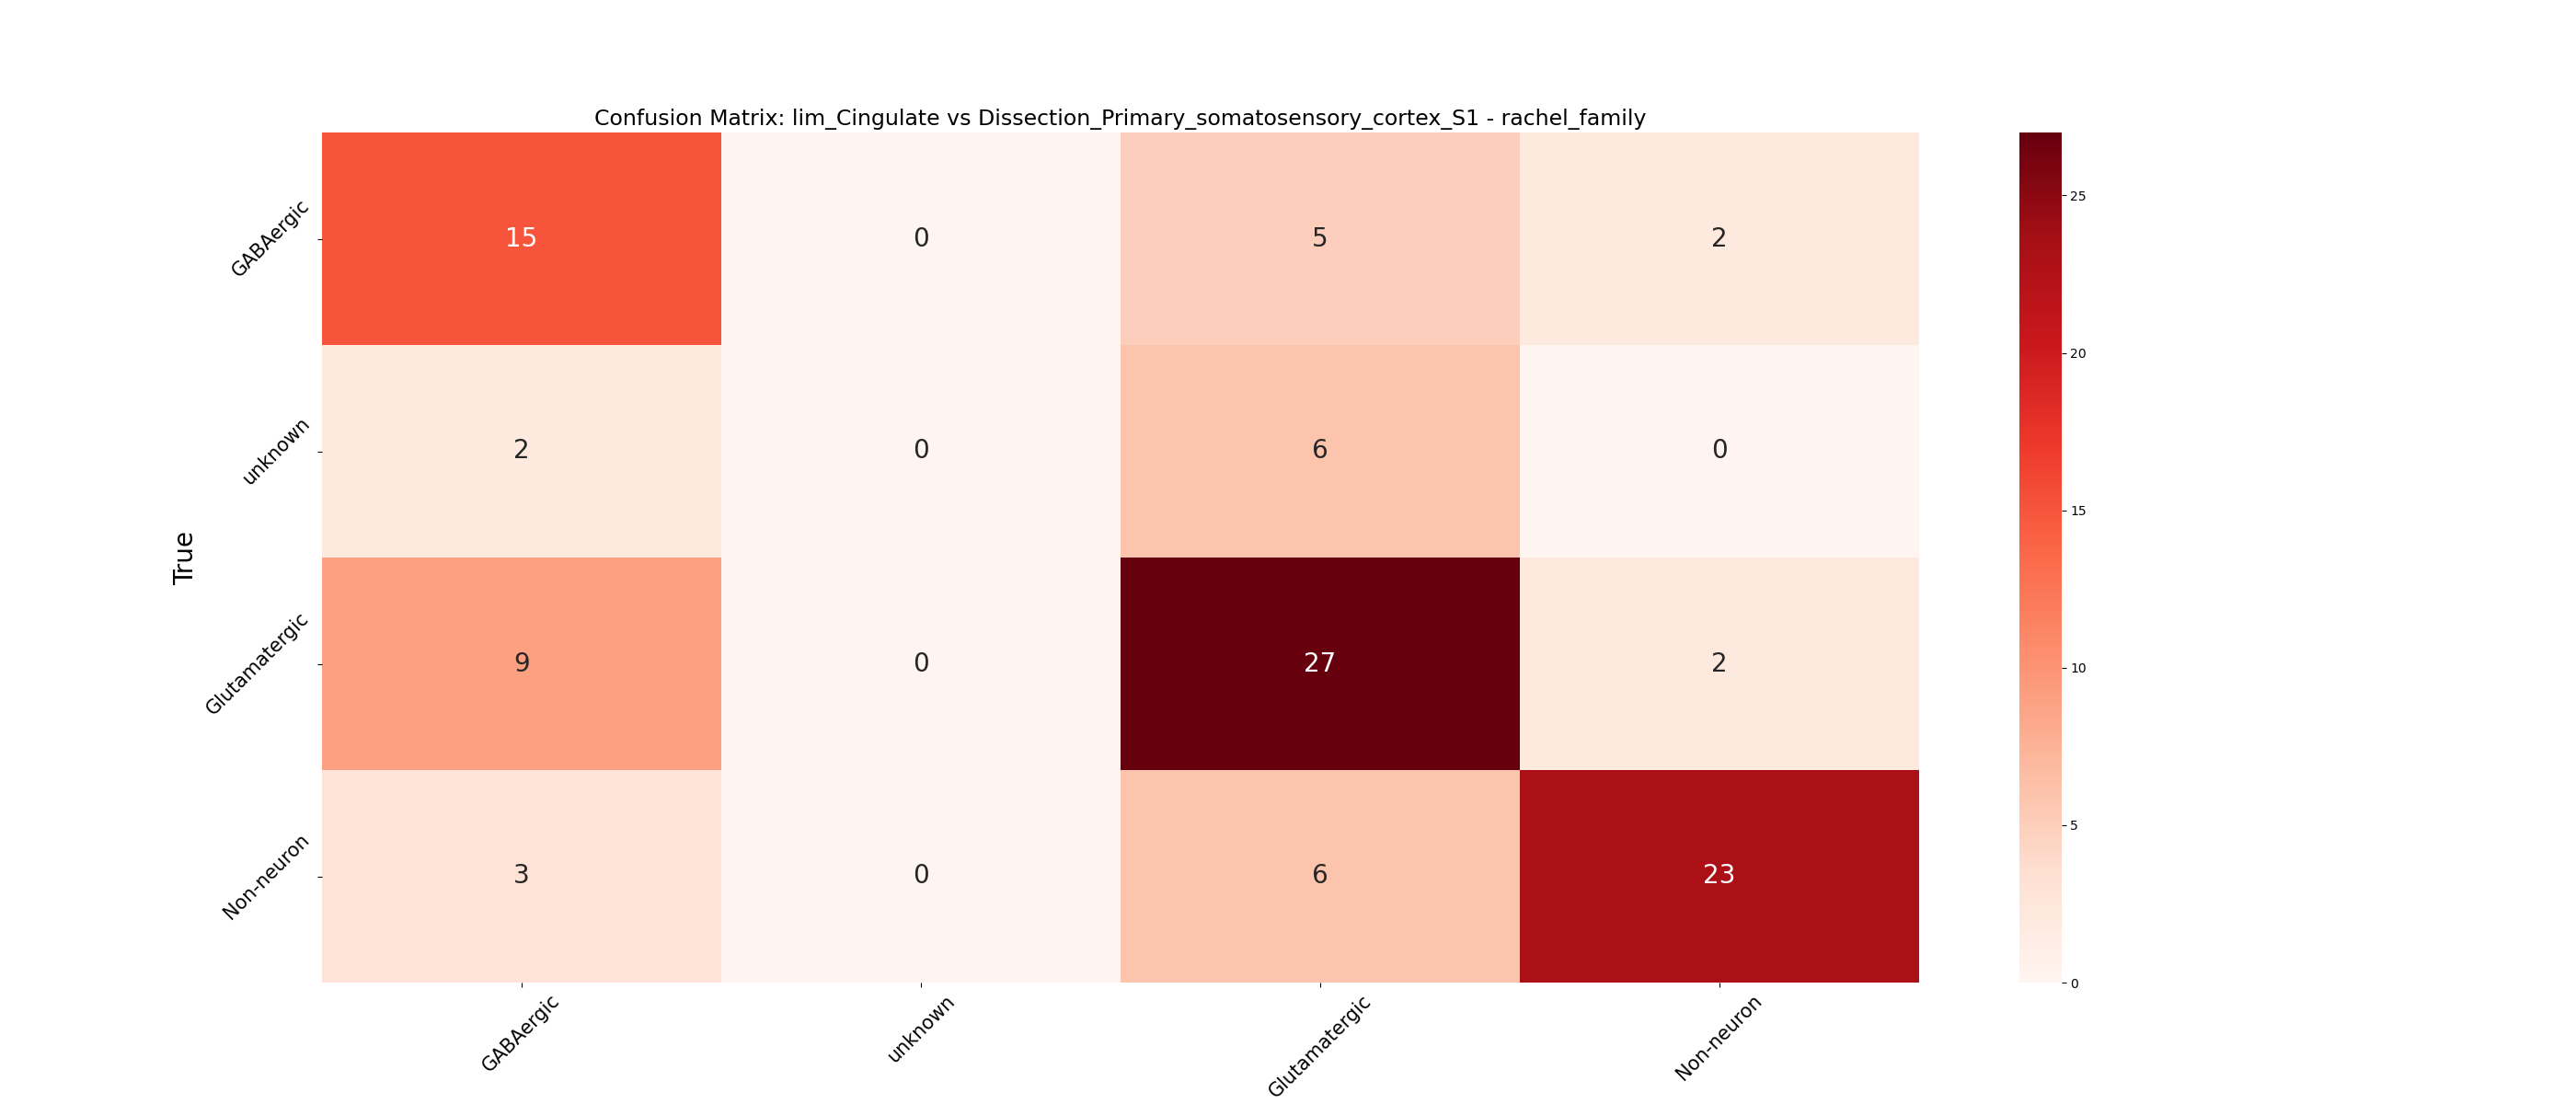 Confusion Matrix: lim_Cingulate vs Dissection_Primary_somatosensory_cortex_S1 - rachel_family
True
GABAergic
15 0 5 2
unknown
2 0 6 0
Glutamatergic
9 0 27 2
Non-neuron
3 0 6 23
GABAergic unknown Glutamatergic Non-neuron
25
20
15
10
5
0